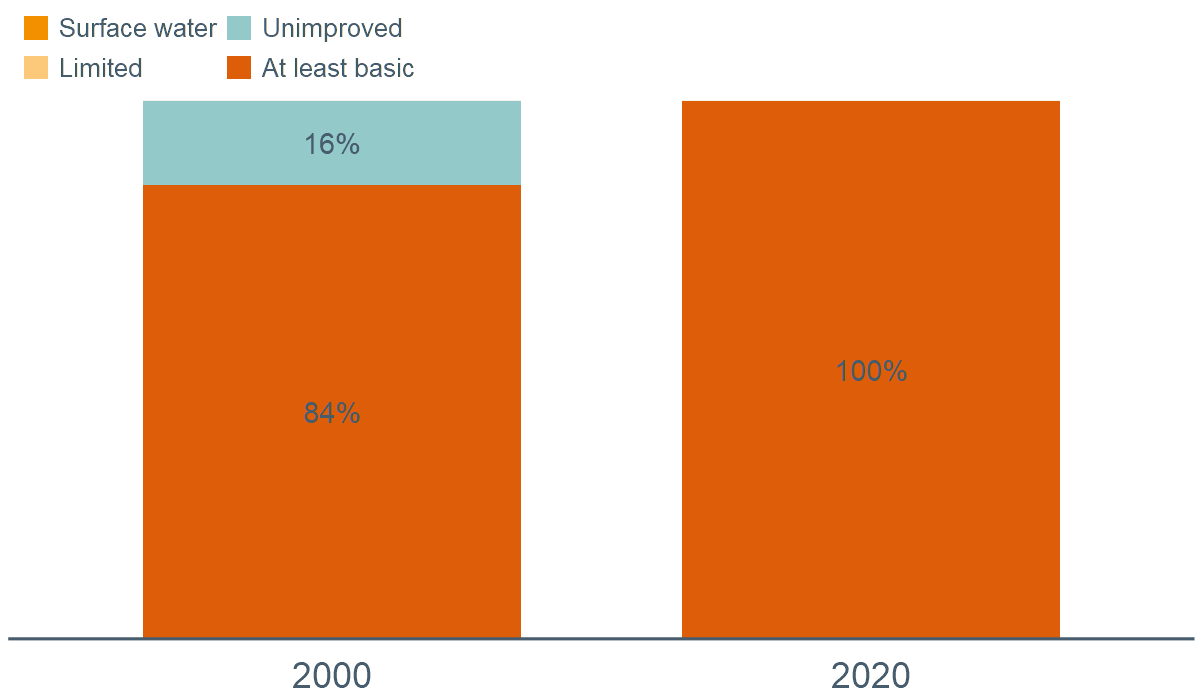 Surface water Unimproved
Limited At least basic
16%
84%
100%
2000 2020